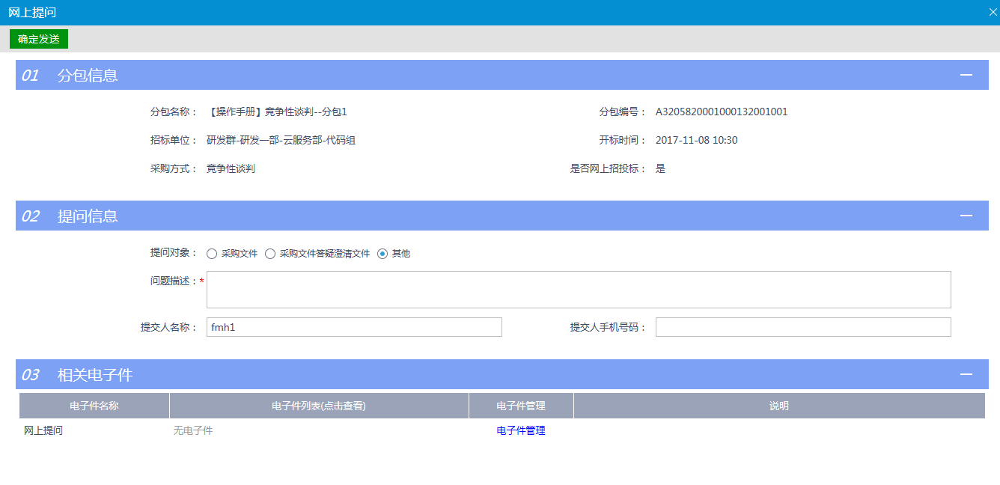 网上提问
确定发送
01 分包信息
分包名称： 【操作手册】竞争性谈判--分包1 分包编号： A3205820001000132001001
招标单位： 研发群-研发一部-云服务部-代码组 开标时间： 2017-11-08 10:30
采购方式： 竞争性谈判 是否网上招投标： 是
02 提问信息
提问对象： 采购文件 采购文件答疑澄清文件 其他
问题描述：*
提交人名称： fmh1 提交人手机号码：
03 相关电子件
电子件名称 电子件列表(点击查看) 电子件管理 说明
网上提问 无电子件 电子件管理